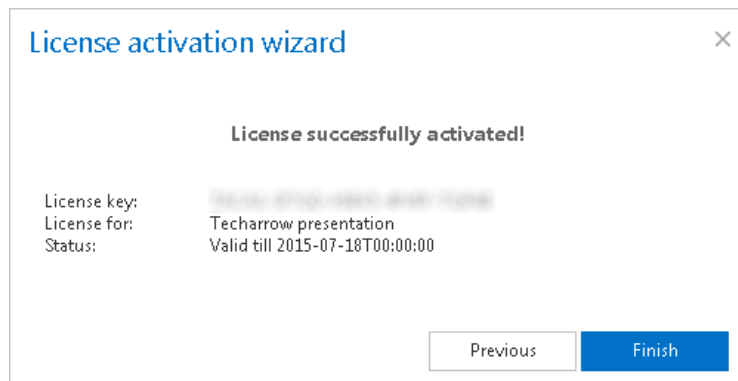 License activation wizard
License successfully activated!
License key:
License for: Techarrow presentation
Status: Valid till 2015-07-18T00:00:00
Previous Finish